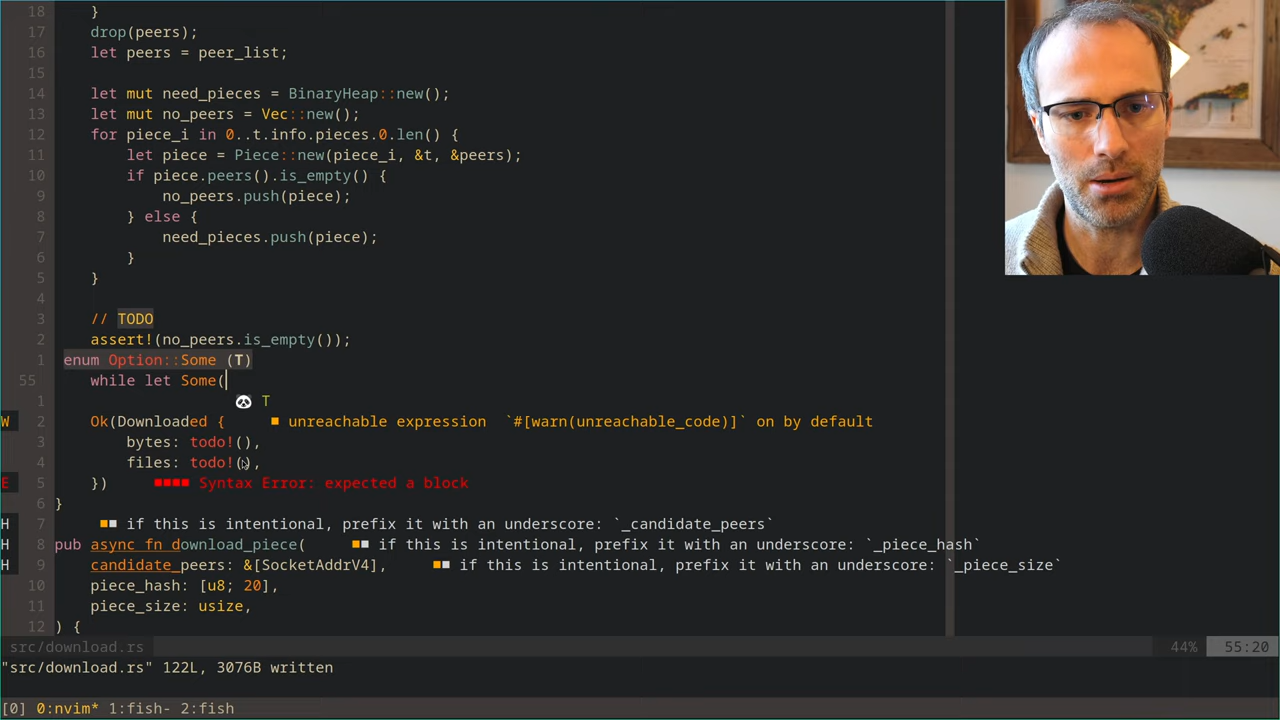 18 }
17 drop(peers);
16 let peers = peer_list;
15
14 let mut need_pieces = BinaryHeap::new();
13 let mut no_peers = Vec::new();
12 for piece_i in 0..t.info.pieces.0.len() {
11 let piece = Piece::new(piece_i, &t, &peers);
10 if piece.peers().is_empty() {
9 no_peers.push(piece);
8 } else {
7 need_pieces.push(piece);
6 }
5 }
4
3 // TODO
2 assert!(no_peers.is_empty());
1 enum Option::Some (T)
55 while let Some(
1 🐼 T
W 2 Ok(Downloaded { ■ unreachable expression `#[warn(unreachable_code)]` on by default
3 bytes: todo!(),
4 files: todo!(),
E 5 }) ■■■■ Syntax Error: expected a block
6 }
H 7 ■■ if this is intentional, prefix it with an underscore: `_candidate_peers`
H 8 pub async fn download_piece( ■■ if this is intentional, prefix it with an underscore: `_piece_hash`
H 9 candidate_peers: &[SocketAddrV4], ■■ if this is intentional, prefix it with an underscore: `_piece_size`
10 piece_hash: [u8; 20],
11 piece_size: usize,
12 ) {
src/download.rs 44% 55:20
"src/download.rs" 122L, 3076B written
[0] 0:nvim* 1:fish- 2:fish